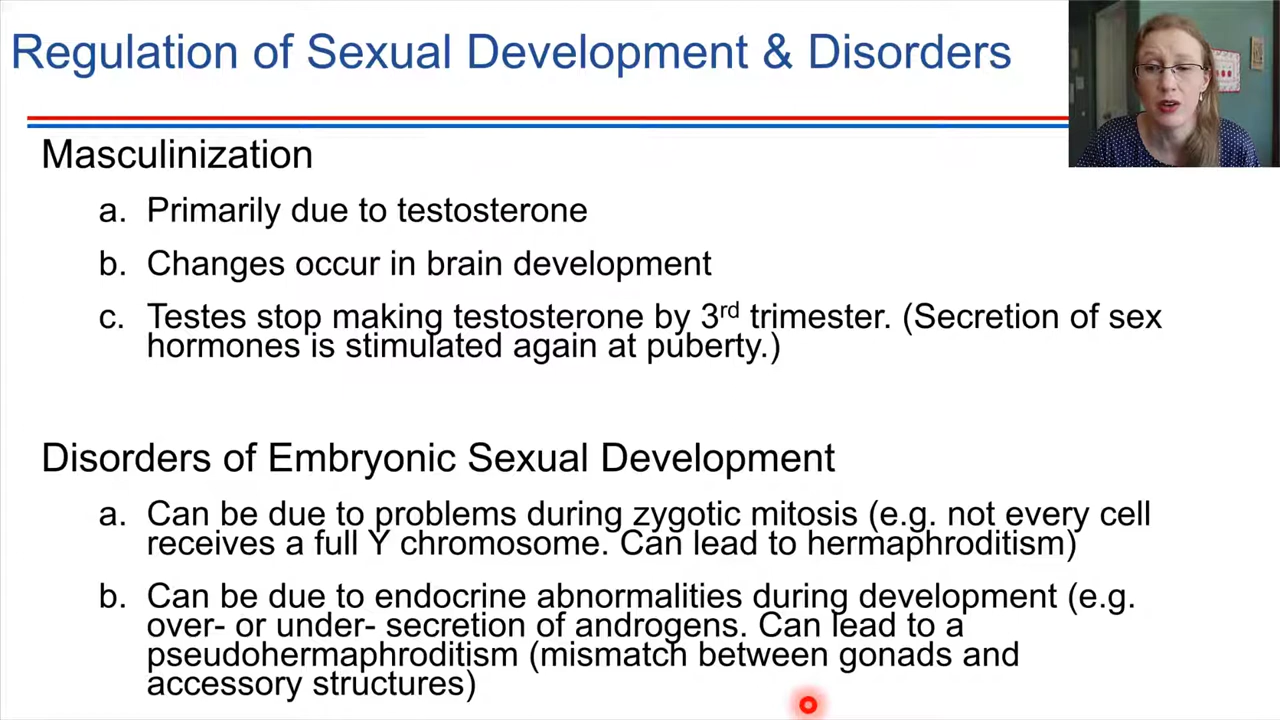 Regulation of Sexual Development & Disorders
Masculinization
a. Primarily due to testosterone
b. Changes occur in brain development
c. Testes stop making testosterone by 3rd trimester. (Secretion of sex
hormones is stimulated again at puberty.)
Disorders of Embryonic Sexual Development
a. Can be due to problems during zygotic mitosis (e.g. not every cell
receives a full Y chromosome. Can lead to hermaphroditism)
b. Can be due to endocrine abnormalities during development (e.g.
over- or under- secretion of androgens. Can lead to a
pseudohermaphroditism (mismatch between gonads and
accessory structures)